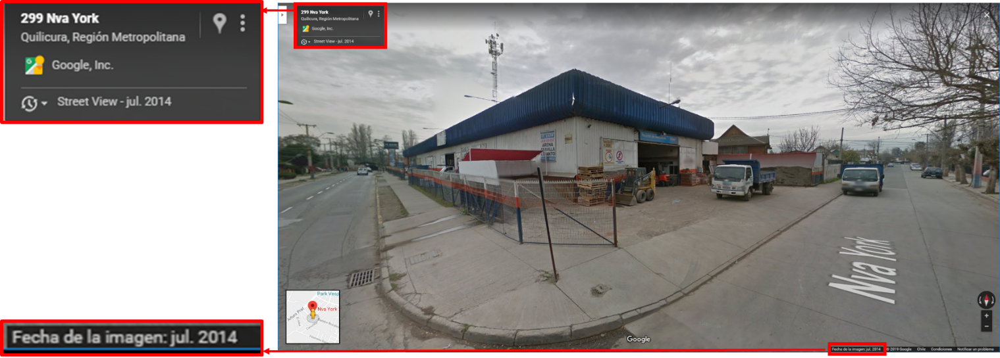 299 Nva York
Quilicura, Región Metropolitana
Google, Inc.
Street View - jul. 2014
299 Nva York
Quilicura, Región Metropolitana
Google, Inc.
Street View - jul. 2014
ARENA
GRAVILLA
Nva York
Park Vesp
Nva York
Arturo Prat
Google
Fecha de la imagen: jul. 2014
Fecha de la imagen: jul. 2014
© 2019 Google
Chile
Condiciones
Notificar un problema